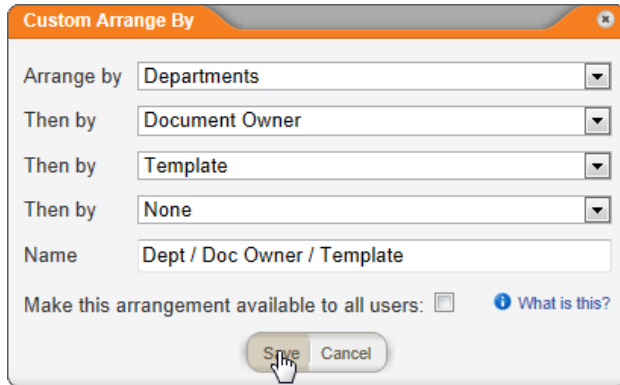 Custom Arrange By
Arrange by Departments
Then by Document Owner
Then by Template
Then by None
Name Dept / Doc Owner / Template
Make this arrangement available to all users: What is this?
Save Cancel